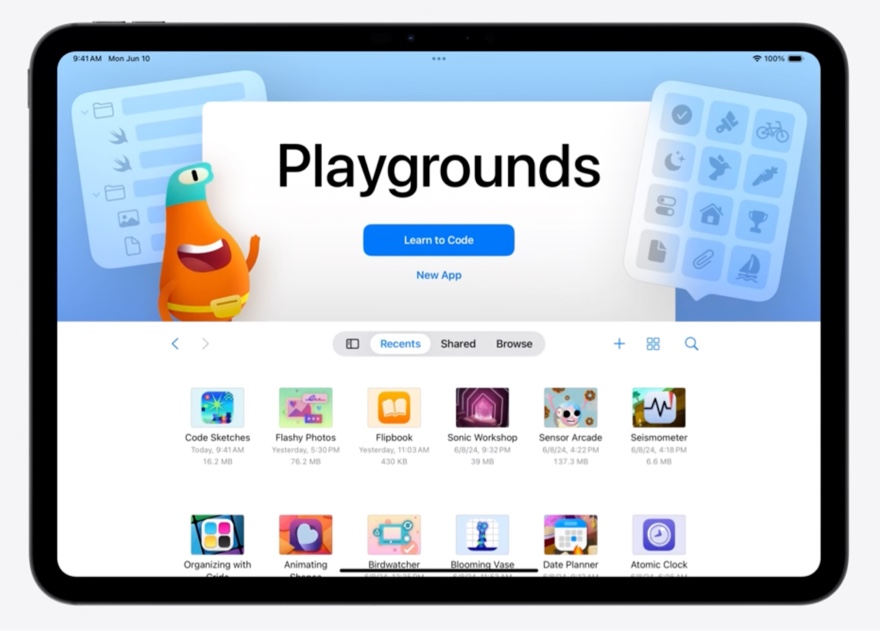 9:41 AM Mon Jun 10
100%
Playgrounds
Learn to Code
New App
Recents Shared Browse
Code Sketches Flashy Photos Flipbook Sonic Workshop Sensor Arcade Seismometer
Today, 9:41 AM Yesterday, 5:30 PM Yesterday, 11:03 AM 6/8/24, 9:32 PM 6/8/24, 4:22 PM 6/8/24, 4:18 PM
16.2 MB 76.2 MB 430 KB 39 MB 137.3 MB 6.6 MB
Organizing with Animating Birdwatcher Blooming Vase Date Planner Atomic Clock